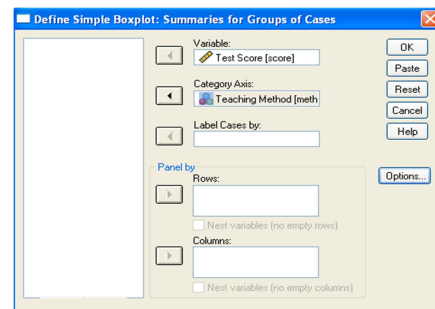 Define Simple Boxplot: Summaries for Groups of Cases
Variable:
Test Score [score]
Category Axis:
Teaching Method [meth
Label Cases by:
OK
Paste
Reset
Cancel
Help
Options...
Panel by
Rows:
Nest variables (no empty rows)
Columns:
Nest variables (no empty columns)